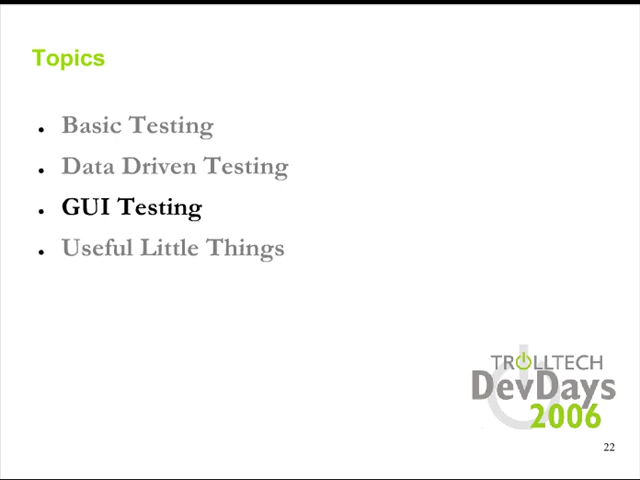 Topics
• Basic Testing
• Data Driven Testing
• GUI Testing
• Useful Little Things
TROLLTECH
DevDays
2006
22